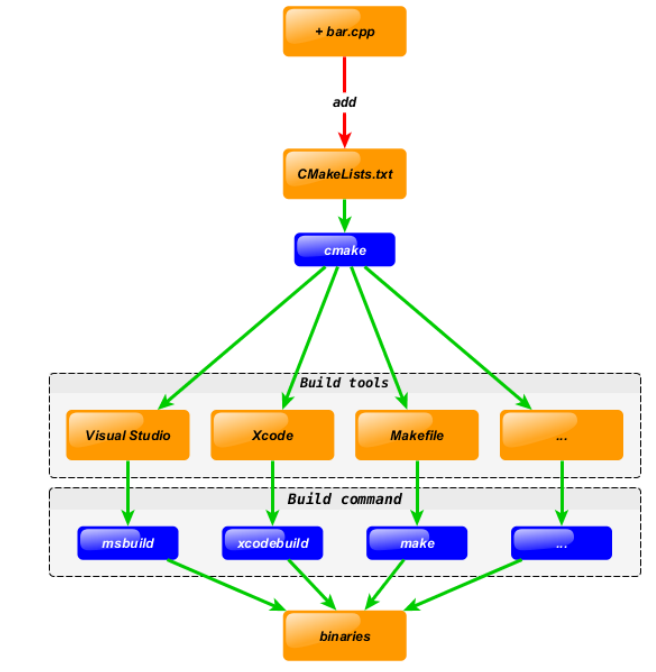 + bar.cpp
add
CMakeLists.txt
cmake
Build tools
Visual Studio
Xcode
Makefile
...
Build command
msbuild
xcodebuild
make
...
binaries